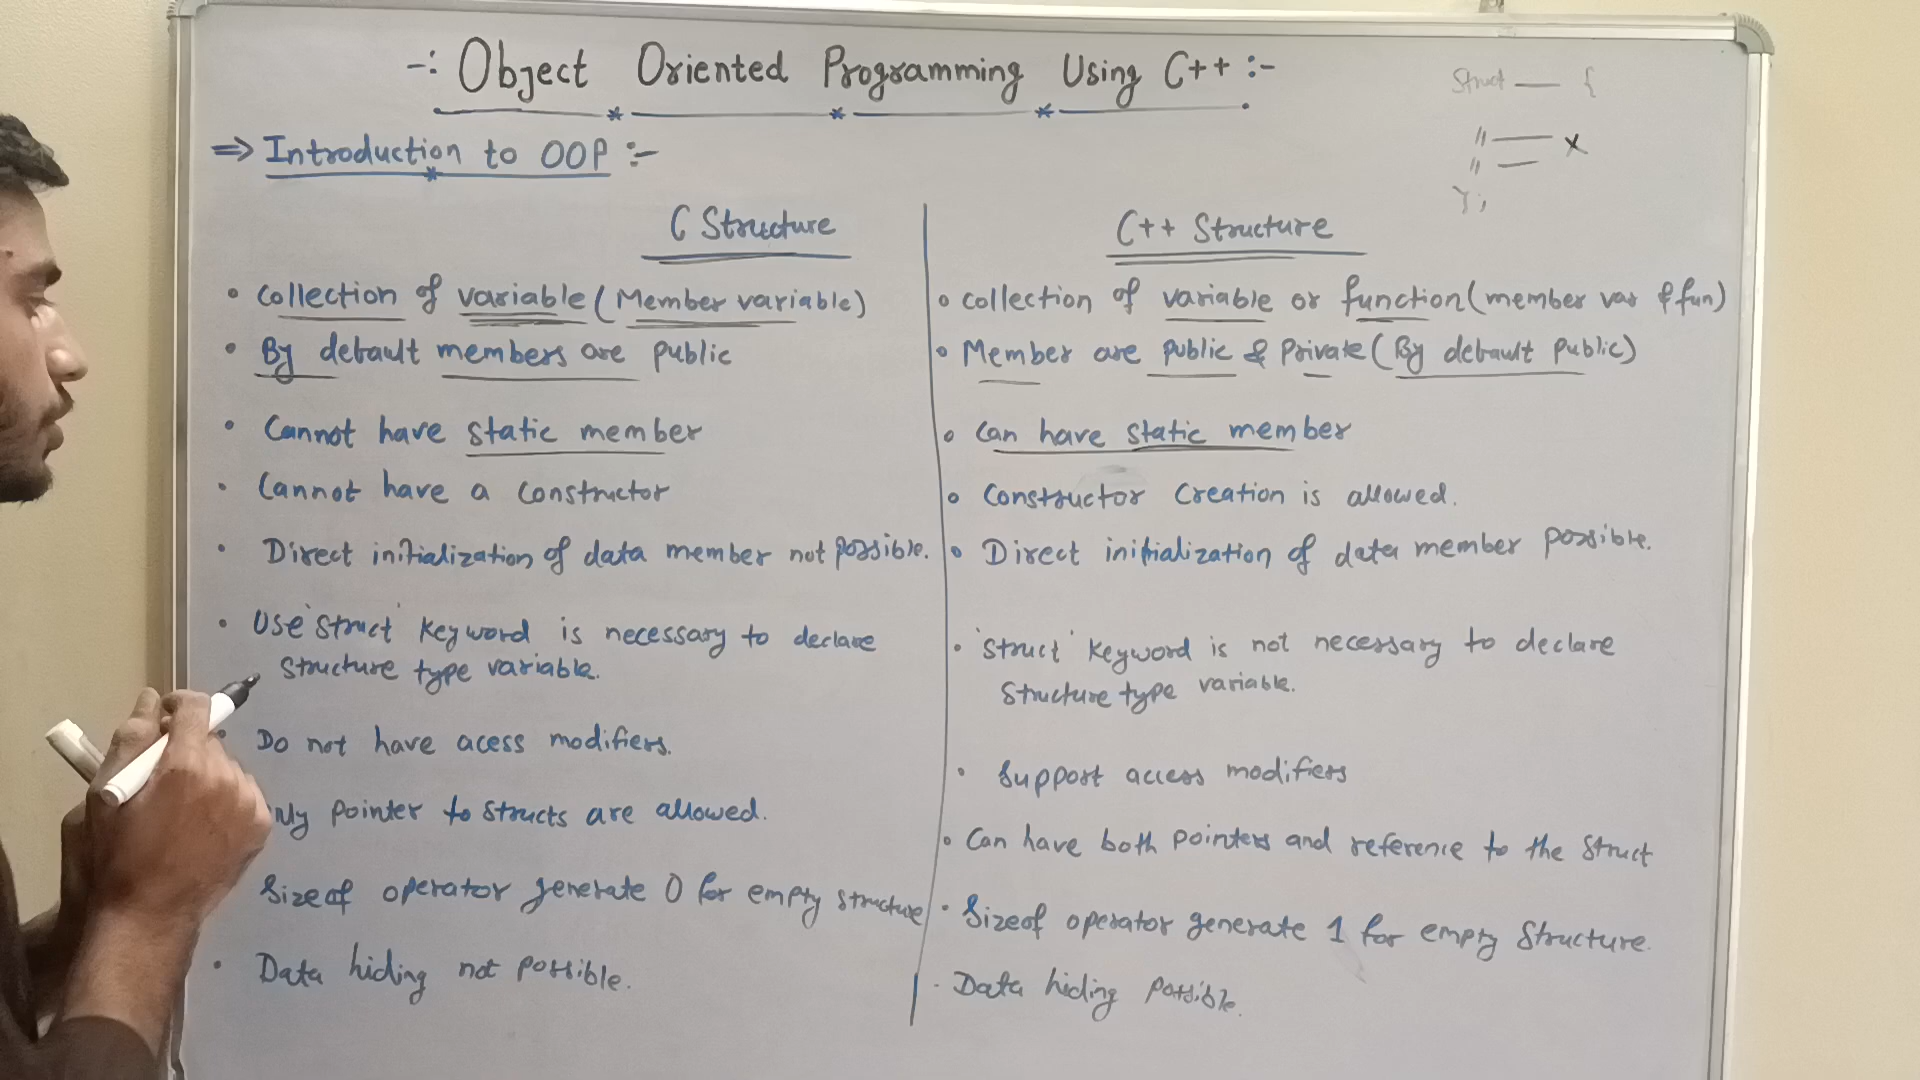 -: Object Oriented Programming Using C++ :-
Struct — {
" — x
" —
};
=> Introduction to OOP :-
C Structure
• Collection of variable (Member variable)
• By debault members are public
• Cannot have static member
• Cannot have a constructor
• Direct initialization of data member not possible.
• Use 'struct' keyword is necessary to declare
structure type variable.
• Do not have acess modifiers.
pointer to structs are allowed.
Sizeof operator generate 0 for empty structure
• Data hiding not possible.
C++ Structure
• collection of variable or function (member var & fun)
• Member are public & Private (By debault public)
• Can have static member
• Constructor Creation is allowed.
• Direct initialization of data member possible.
• 'struct' keyword is not necessary to declare
Structure type variable.
• Support access modifiers
• Can have both pointers and reference to the struct
• Sizeof operator generate 1 for empty Structure.
• Data hiding possible.